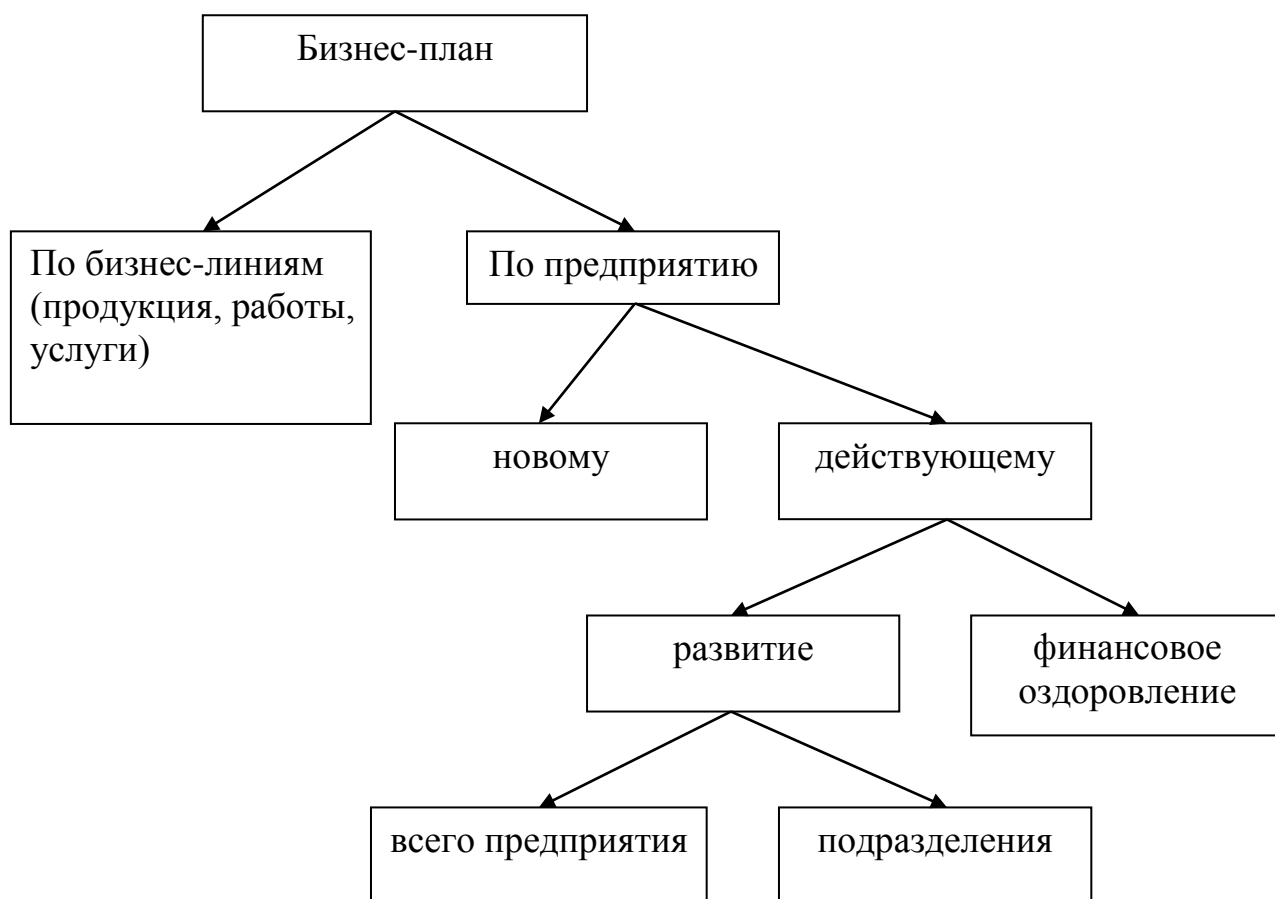 Бизнес-план
По бизнес-линиям
(продукция, работы,
услуги)
По предприятию
новому
действующему
развитие
финансовое
оздоровление
всего предприятия
подразделения